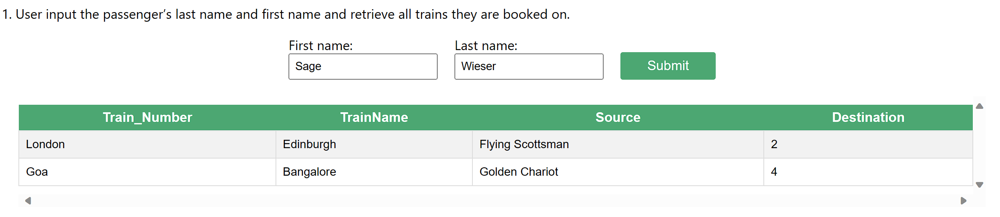 1. User input the passenger’s last name and first name and retrieve all trains they are booked on.
First name: Last name:
Sage Wieser Submit
Train_Number TrainName Source Destination
London Edinburgh Flying Scottsman 2
Goa Bangalore Golden Chariot 4